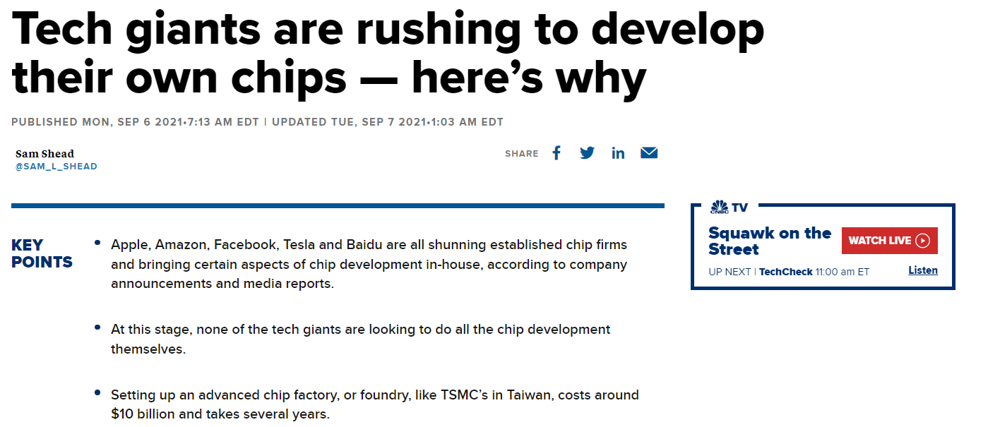 Tech giants are rushing to develop
their own chips — here’s why
PUBLISHED MON, SEP 6 2021•7:13 AM EDT | UPDATED TUE, SEP 7 2021•1:03 AM EDT
Sam Shead
@SAM_L_SHEAD
SHARE
KEY
POINTS
Apple, Amazon, Facebook, Tesla and Baidu are all shunning established chip firms
and bringing certain aspects of chip development in-house, according to company
announcements and media reports.
At this stage, none of the tech giants are looking to do all the chip development
themselves.
Setting up an advanced chip factory, or foundry, like TSMC’s in Taiwan, costs around
$10 billion and takes several years.
CNBC TV
Squawk on the
Street
WATCH LIVE
UP NEXT | TechCheck 11:00 am ET
Listen